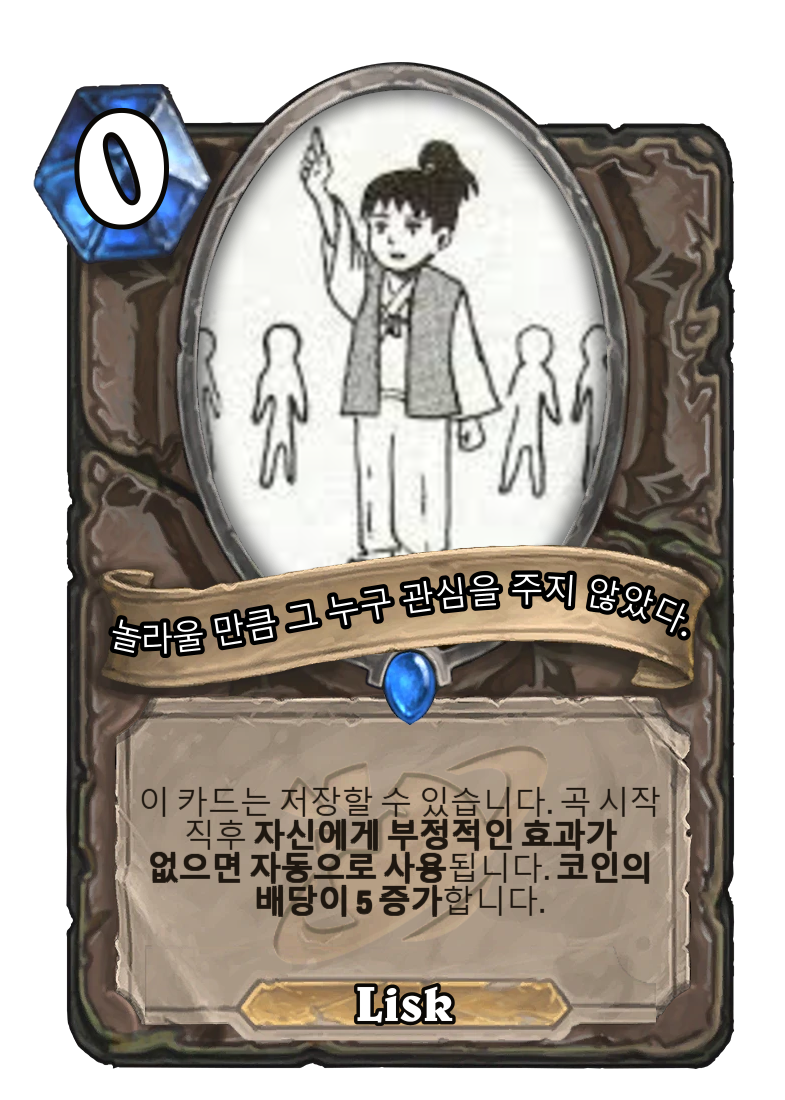 0
놀라울 만큼 그 누구 관심을 주지 않았다.
이 카드는 저장할 수 있습니다. 곡 시작
직후 자신에게 부정적인 효과가
없으면 자동으로 사용됩니다. 코인의
배당이 5 증가합니다.
Lisk